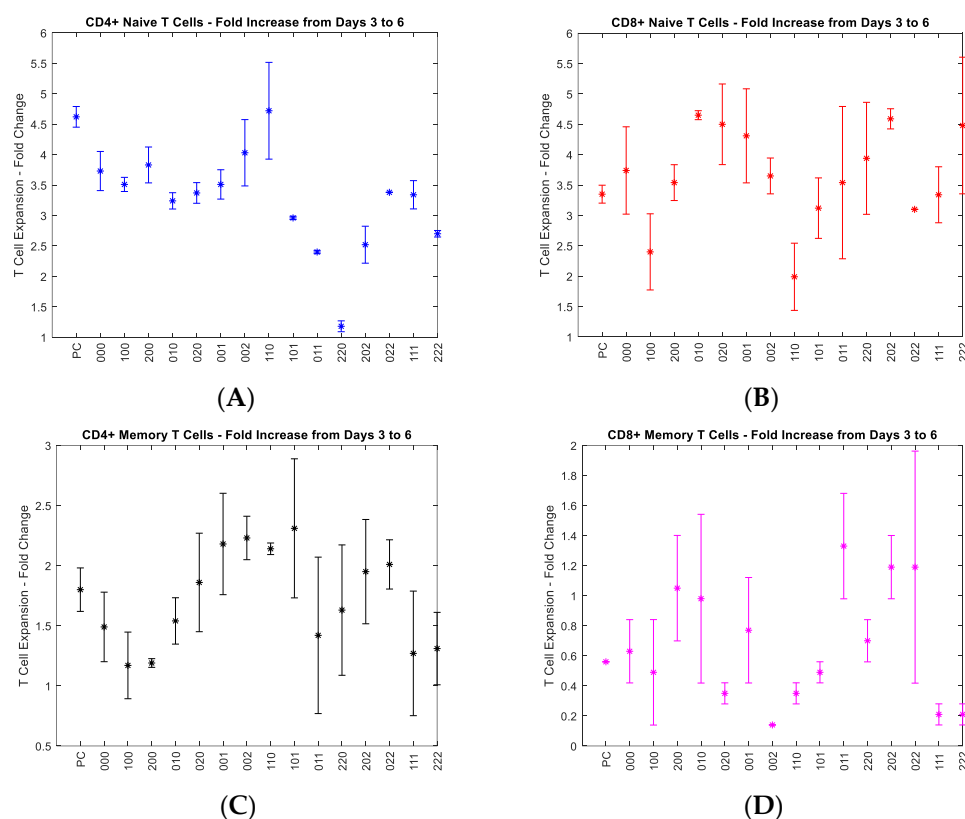 CD4+ Naive T Cells - Fold Increase from Days 3 to 6
T Cell Expansion - Fold Change
6
5.5
5
4.5
4
3.5
3
2.5
2
1.5
1
PC 000 100 200 010 020 001 002 110 101 011 220 202 022 111 222
(A)
CD8+ Naive T Cells - Fold Increase from Days 3 to 6
T Cell Expansion - Fold Change
6
5.5
5
4.5
4
3.5
3
2.5
2
1.5
1
PC 000 100 200 010 020 001 002 110 101 011 220 202 022 111 222
(B)
CD4+ Memory T Cells - Fold Increase from Days 3 to 6
T Cell Expansion - Fold Change
3
2.5
2
1.5
1
0.5
PC 000 100 200 010 020 001 002 110 101 011 220 202 022 111 222
(C)
CD8+ Memory T Cells - Fold Increase from Days 3 to 6
T Cell Expansion - Fold Change
2
1.8
1.6
1.4
1.2
1
0.8
0.6
0.4
0.2
0
PC 000 100 200 010 020 001 002 110 101 011 220 202 022 111 222
(D)